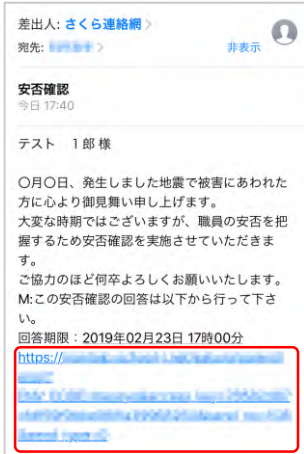 差出人: さくら連絡網
宛先:
非表示
安否確認
今日 17:40
テスト 1郎 様
〇月〇日、発生しました地震で被害にあわれた
方に心より御見舞い申し上げます。
大変な時期ではございますが、職員の安否を把
握するため安否確認を実施させていただきま
す。
ご協力のほど何卒よろしくお願いいたします。
M:この安否確認の回答は以下から行って下さ
い。
回答期限：2019年02月23日 17時00分
https://